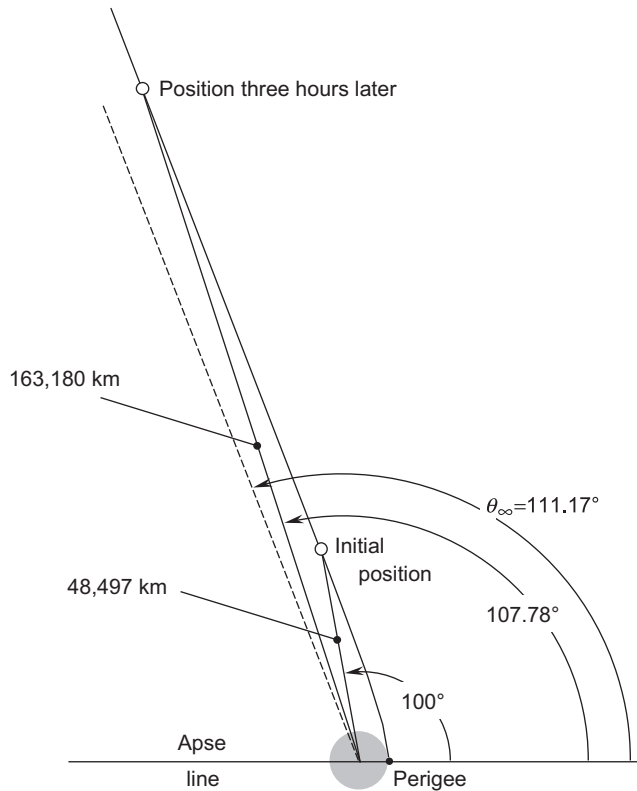 Position three hours later
163,180 km
θ∞=111.17°
Initial
position
48,497 km
107.78°
100°
Apse
line
Perigee